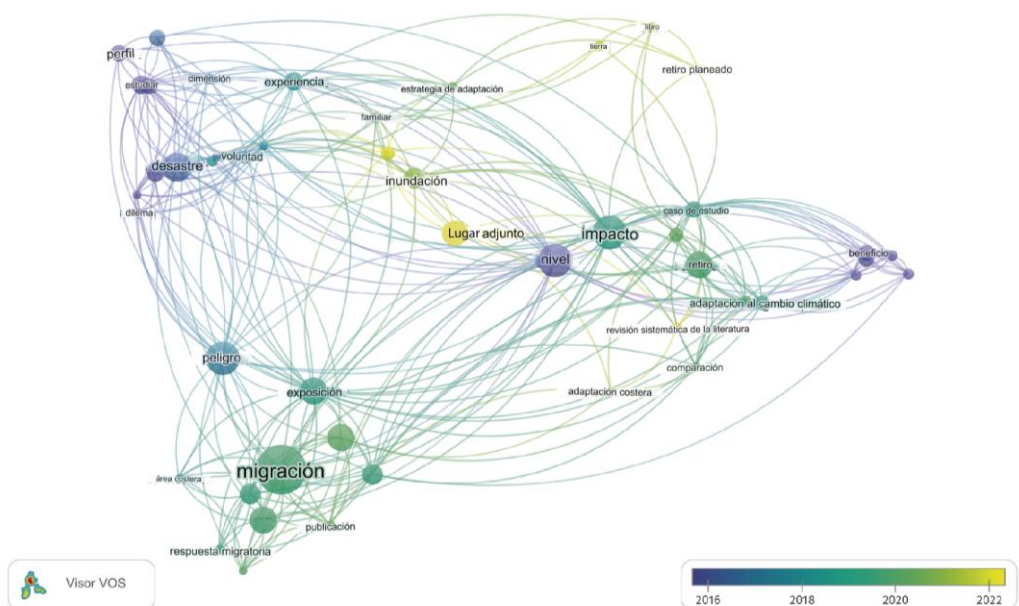 libro
tierra
perfil
retiro planeado
estudiar
dimensión
experiencia
estrategia de adaptación
familiar
voluntad
desastre
inundación
dilema
caso de estudio
Lugar adjunto
impacto
nivel
beneficio
retiro
adaptación al cambio climático
revisión sistemática de la literatura
peligro
comparación
exposición
adaptación costera
migración
área costera
publicación
respuesta migratoria
Visor VOS
2016 2018 2020 2022